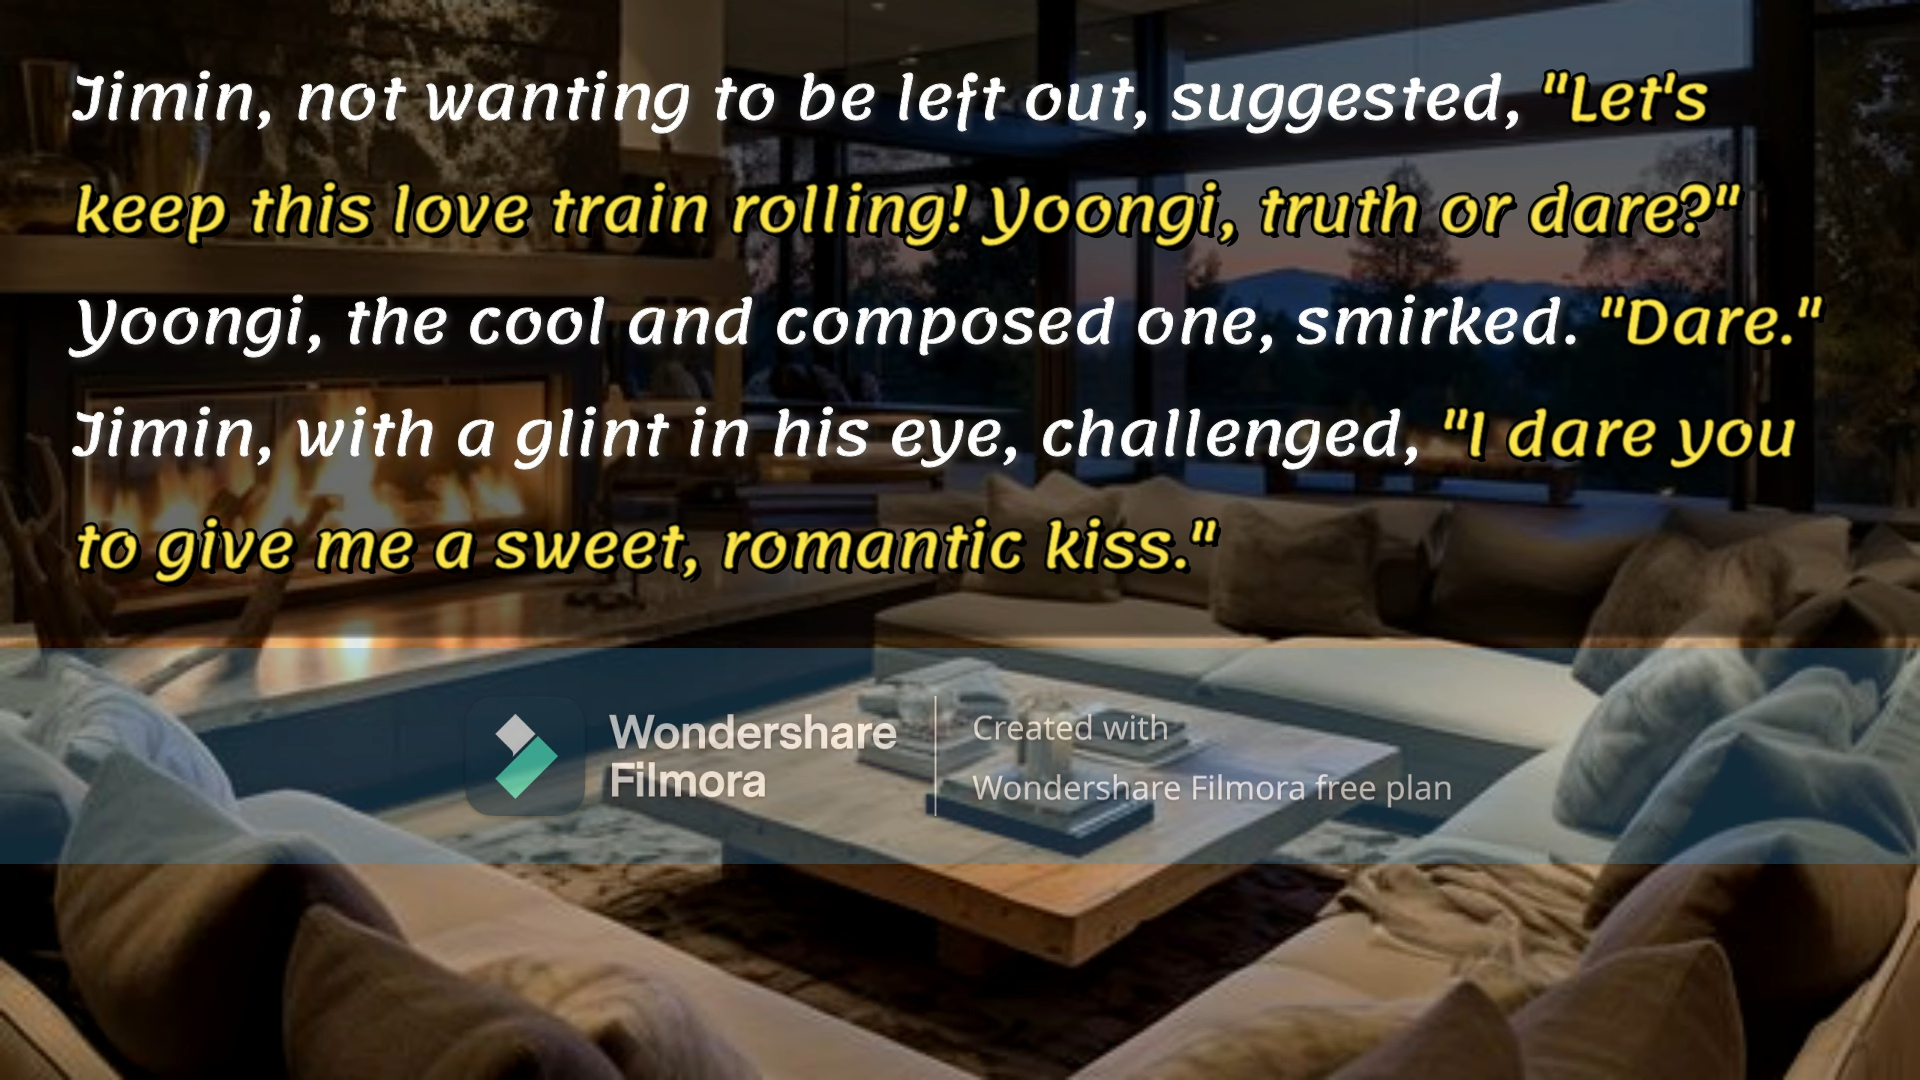 Jimin, not wanting to be left out, suggested, "Let's
keep this love train rolling! Yoongi, truth or dare?"
Yoongi, the cool and composed one, smirked. "Dare."
Jimin, with a glint in his eye, challenged, "I dare you
to give me a sweet, romantic kiss."
Wondershare
Filmora
Created with
Wondershare Filmora free plan